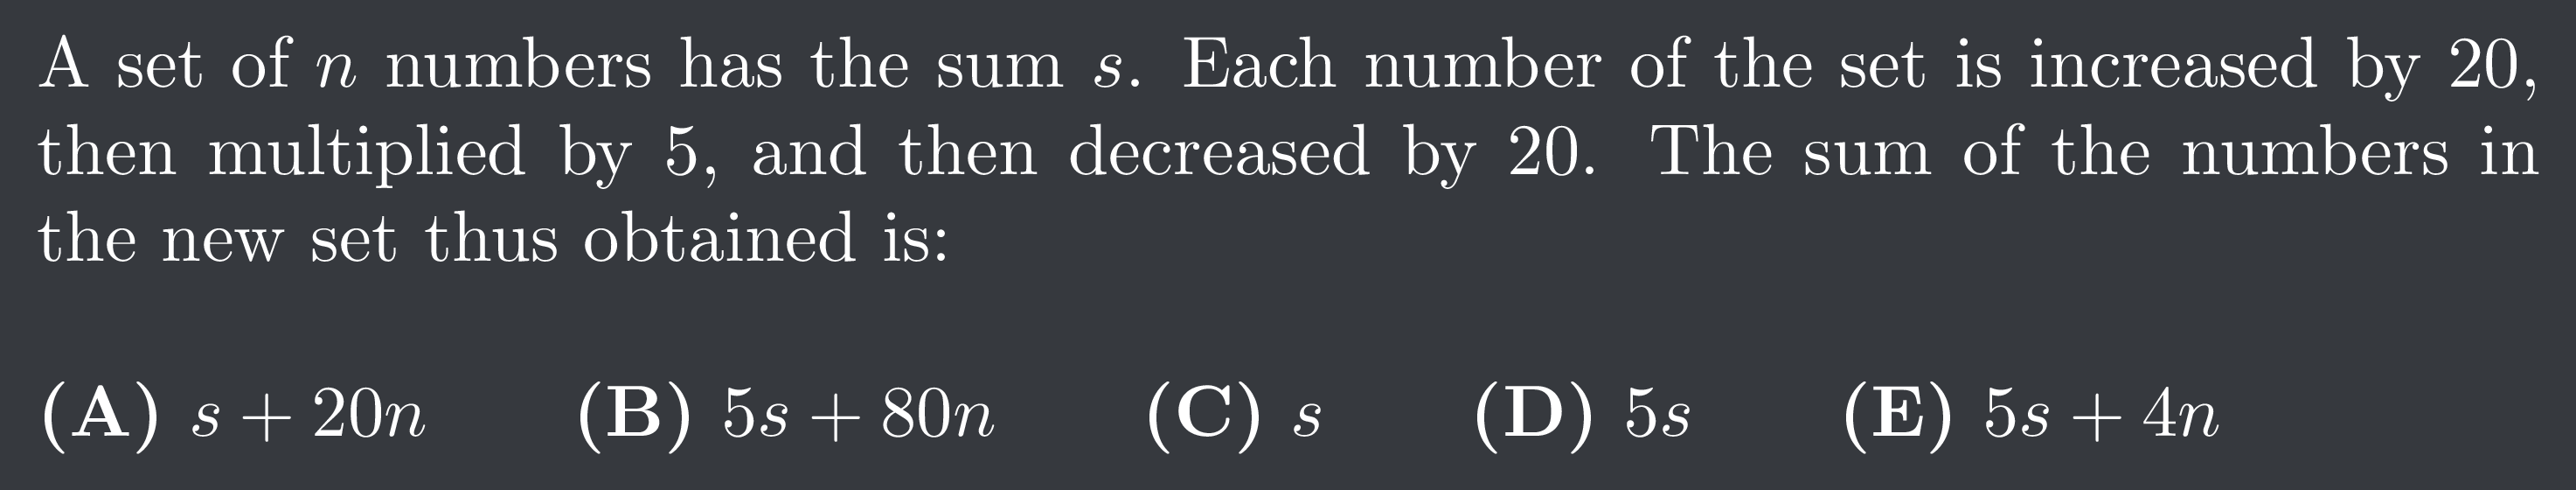 A set of n numbers has the sum s. Each number of the set is increased by 20,
then multiplied by 5, and then decreased by 20. The sum of the numbers in
the new set thus obtained is:
(A) s + 20n (B) 5s + 80n (C) s (D) 5s (E) 5s + 4n